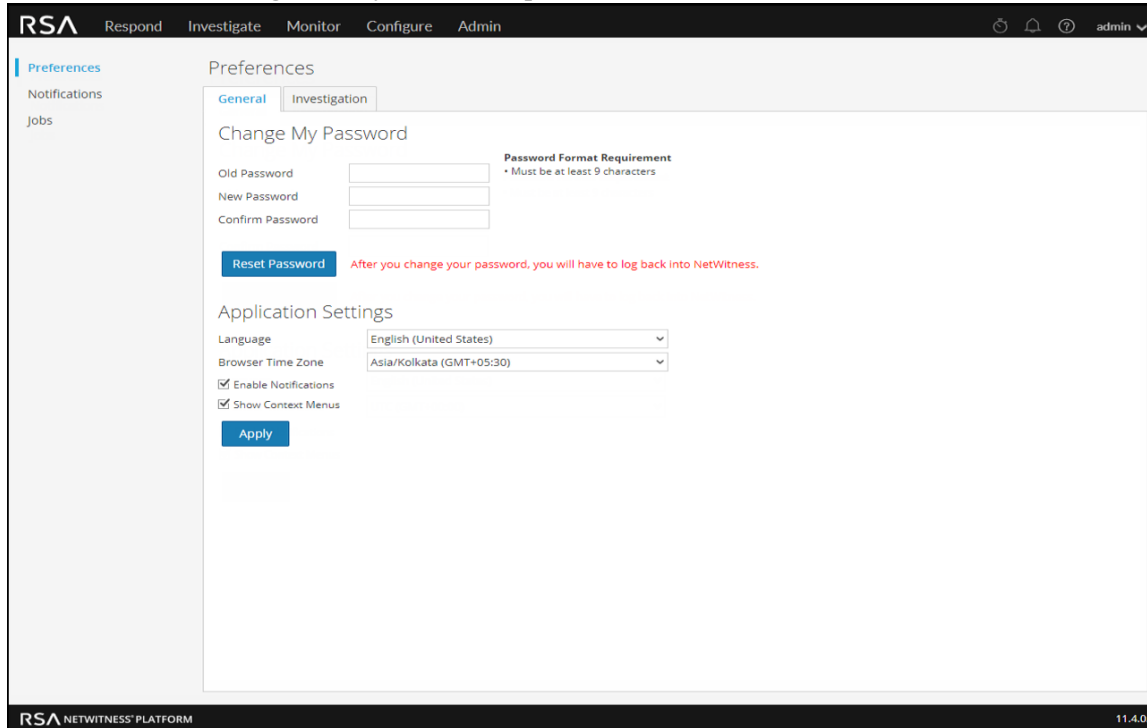 RSA Respond Investigate Monitor Configure Admin admin
Preferences
Notifications
Jobs
Preferences
General Investigation
Change My Password
Password Format Requirement
• Must be at least 9 characters
Old Password
New Password
Confirm Password
Reset Password After you change your password, you will have to log back into NetWitness.
Application Settings
Language English (United States)
Browser Time Zone Asia/Kolkata (GMT+05:30)
Enable Notifications
Show Context Menus
Apply
RSA NETWITNESS® PLATFORM 11.4.0